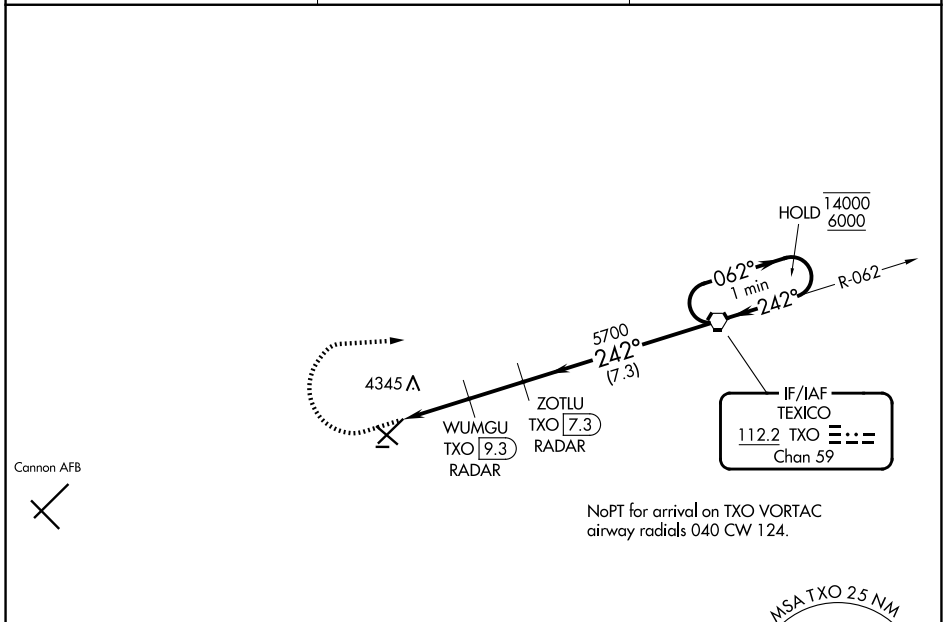 HOLD 14000
6000
062°
1 min
242°
R-062
5700
242°
(7.3)
4345
ZOTLU
TXO 7.3
RADAR
WUMGU
TXO 9.3
RADAR
IF/IAF
TEXICO
112.2 TXO
Chan 59
Cannon AFB
NoPT for arrival on TXO VORTAC
airway radials 040 CW 124.
MSA TXO 25 NM